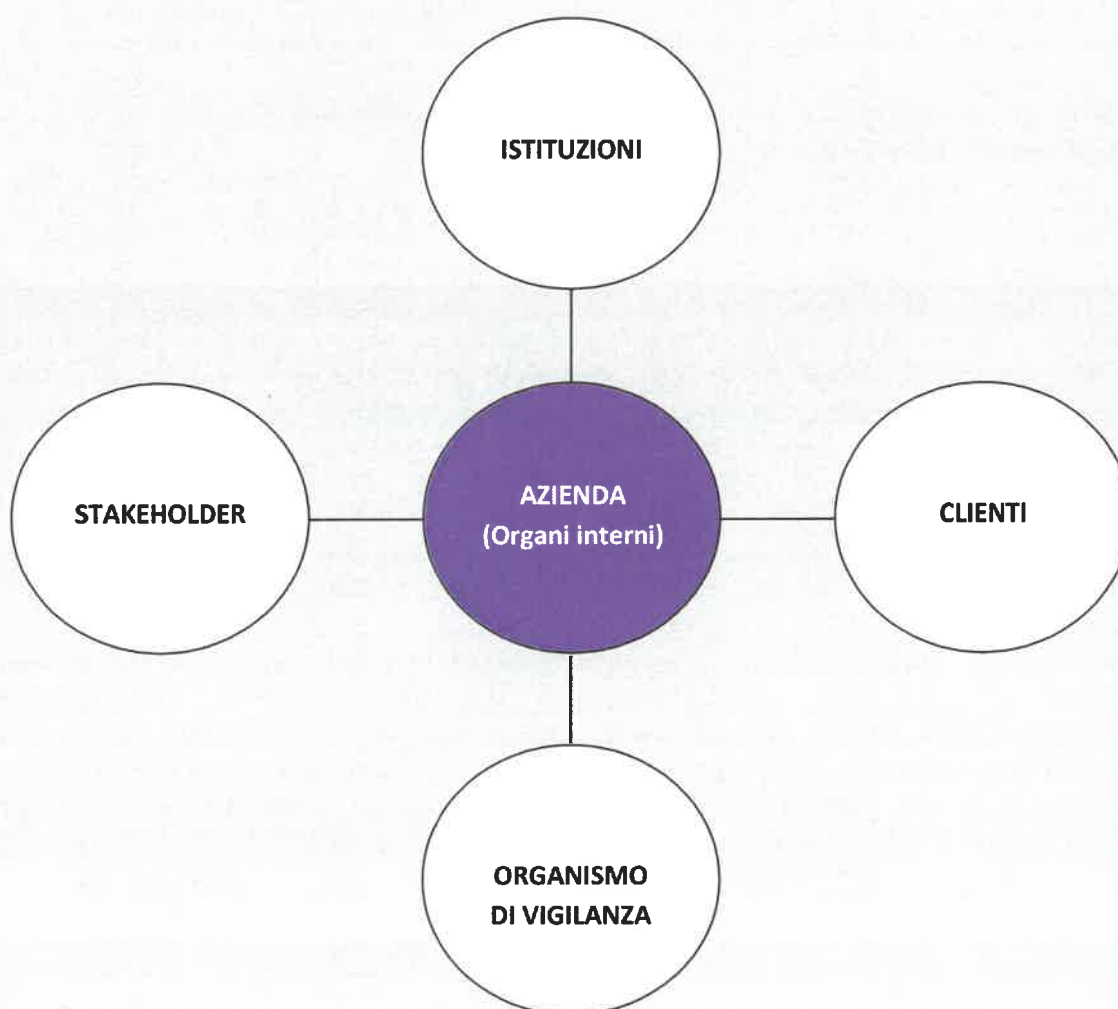 ISTITUZIONI
STAKEHOLDER
AZIENDA
(Organi interni)
CLIENTI
ORGANISMO
DI VIGILANZA